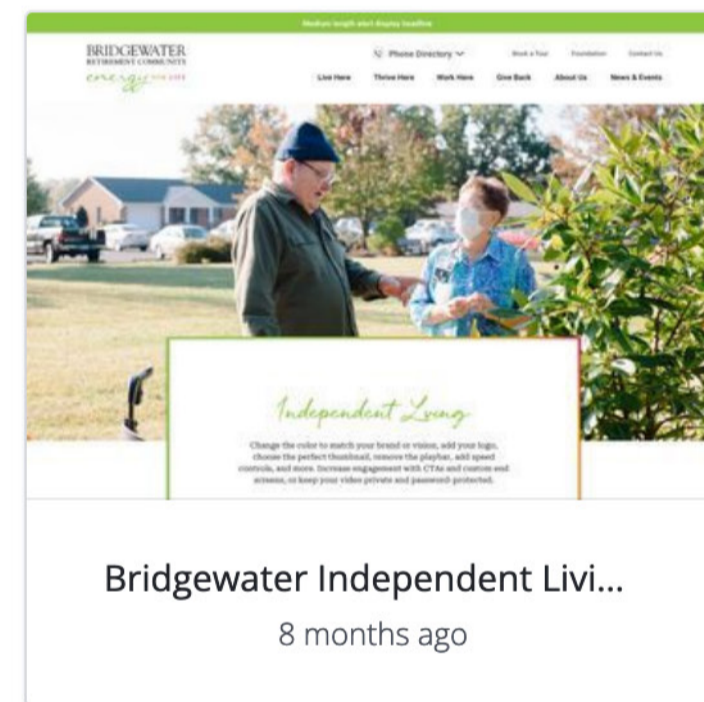 Medium length alert display headline
BRIDGEWATER
RETIREMENT COMMUNITY
energy FOR LIFE
Phone Directory
Book a Tour Foundation Contact Us
Live Here Thrive Here Work Here Give Back About Us News & Events
Independent Living
Change the color to match your brand or vision, add your logo,
choose the perfect thumbnail, remove the playbar, add speed
controls, and more. Increase engagement with CTAs and custom end
screens, or keep your video private and password-protected.
Bridgewater Independent Livi...
8 months ago